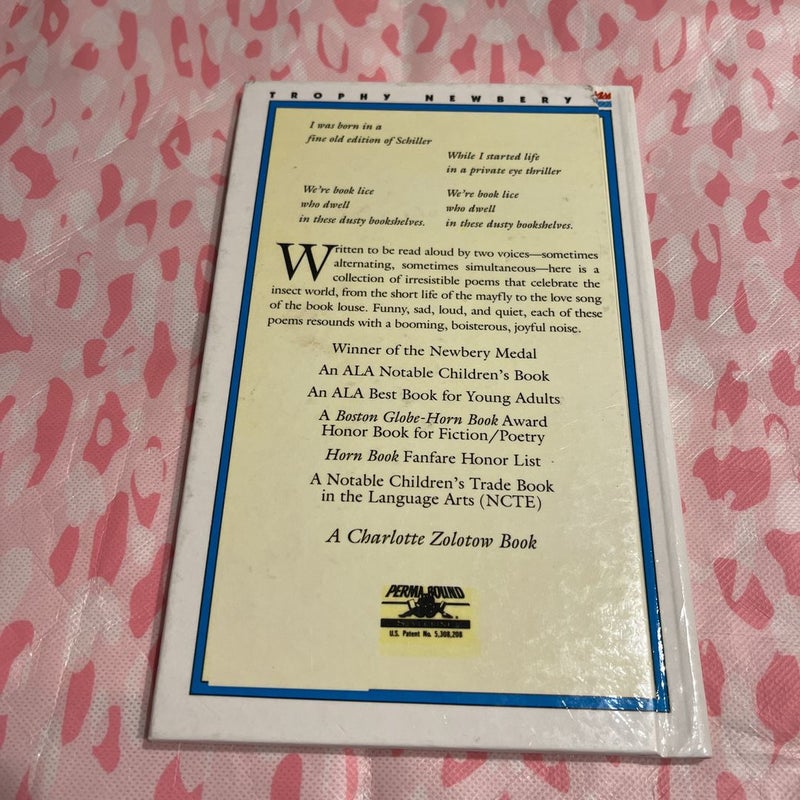 TROPHY NEWBERY
I was born in a
fine old edition of Schiller
While I started life
in a private eye thriller
We're book lice
who dwell
in these dusty bookshelves.
We're book lice
who dwell
in these dusty bookshelves.
Written to be read aloud by two voices—sometimes
alternating, sometimes simultaneous—here is a
collection of irresistible poems that celebrate the
insect world, from the short life of the mayfly to the love song
of the book louse. Funny, sad, loud, and quiet, each of these
poems resounds with a booming, boisterous, joyful noise.
Winner of the Newbery Medal
An ALA Notable Children's Book
An ALA Best Book for Young Adults
A Boston Globe-Horn Book Award
Honor Book for Fiction/Poetry
Horn Book Fanfare Honor List
A Notable Children's Trade Book
in the Language Arts (NCTE)
A Charlotte Zolotow Book
PERMA BOUND
U.S. Patent No. 5,308,208